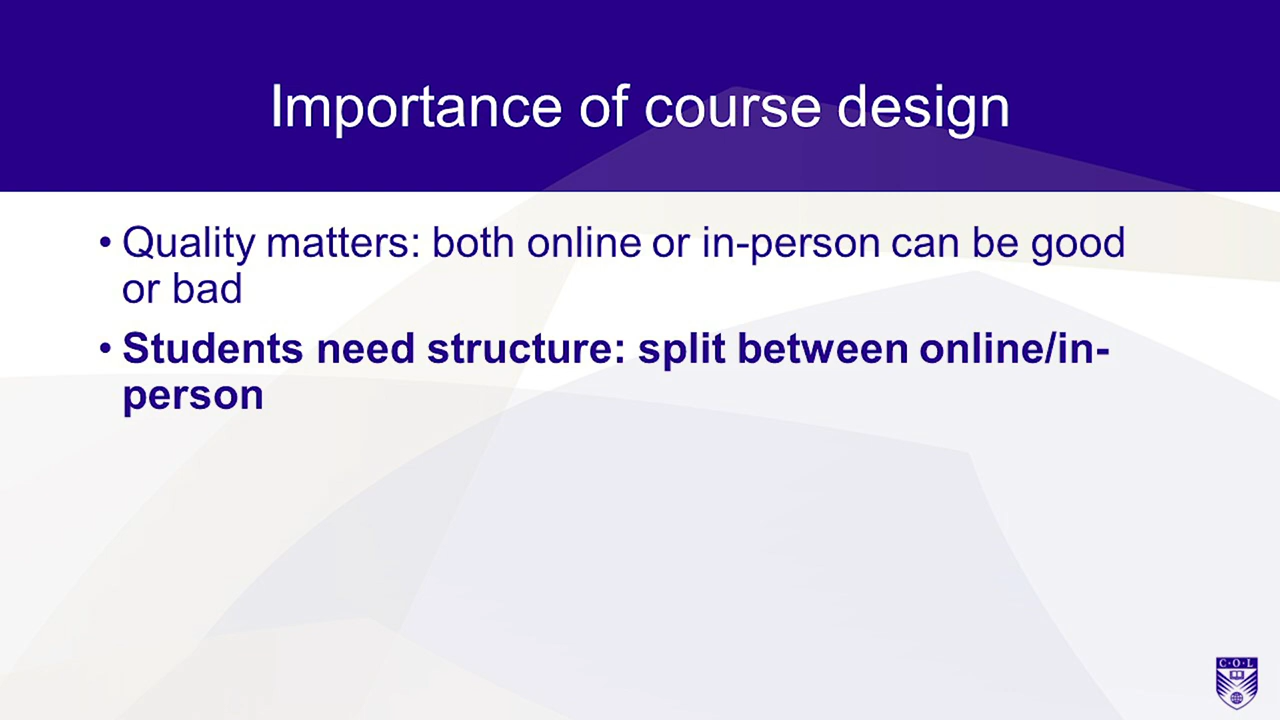 Importance of course design
• Quality matters: both online or in-person can be good
or bad
• Students need structure: split between online/in-
person
C·O·L